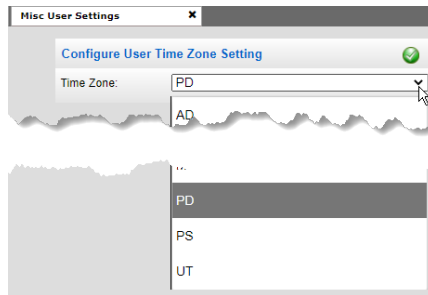 Misc User Settings
Configure User Time Zone Setting
Time Zone: PD
AD
PD
PS
UT